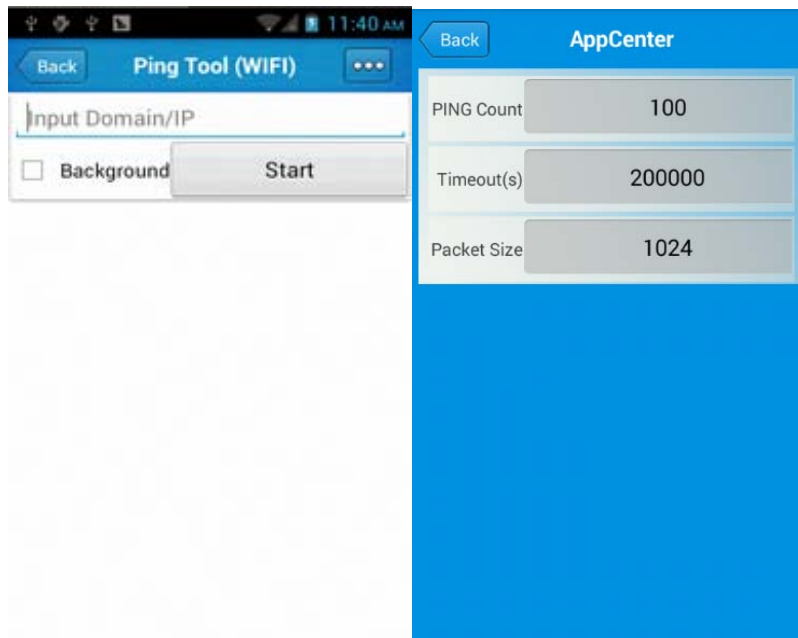 11:40 AM
Back
Ping Tool (WIFI)
Input Domain/IP
Background
Start
Back
AppCenter
PING Count
100
Timeout(s)
200000
Packet Size
1024